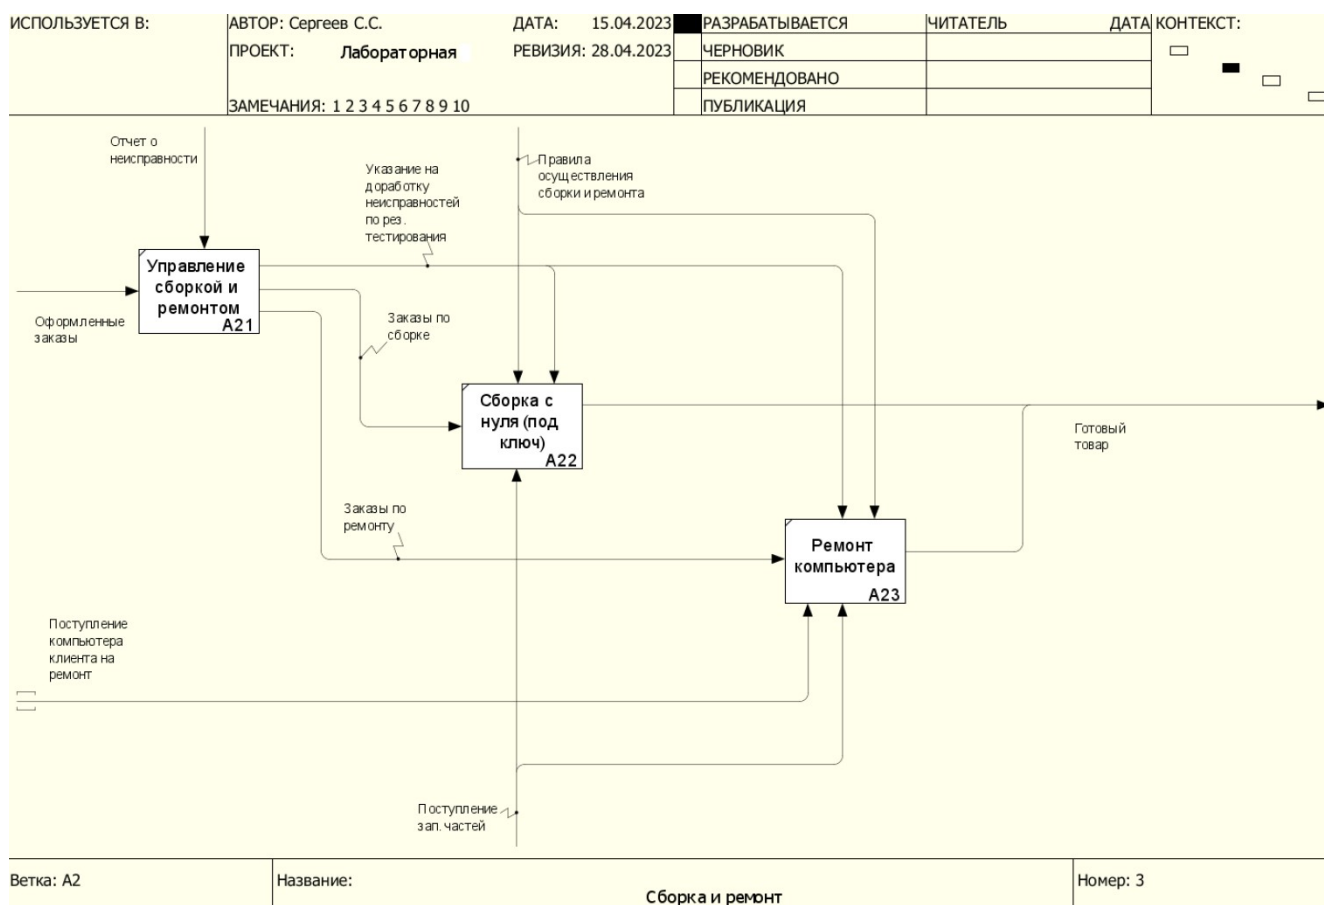 ИСПОЛЬЗУЕТСЯ В:
АВТОР: Сергеев С.С.
ДАТА: 15.04.2023
РАЗРАБАТЫВАЕТСЯ
ЧИТАТЕЛЬ
ДАТА
КОНТЕКСТ:
ПРОЕКТ: Лабораторная
РЕВИЗИЯ: 28.04.2023
ЧЕРНОВИК
РЕКОМЕНДОВАНО
ЗАМЕЧАНИЯ: 1 2 3 4 5 6 7 8 9 10
ПУБЛИКАЦИЯ
Отчет о
неисправности
Указание на
доработку
неисправностей
по рез.
тестирования
Правила
осуществления
сборки и ремонта
Управление
сборкой и
ремонтом
A21
Оформленные
заказы
Заказы по
сборке
Сборка с
нуля (под
ключ)
A22
Готовый
товар
Заказы по
ремонту
Ремонт
компьютера
A23
Поступление
компьютера
клиента на
ремонт
Поступление
зап. частей
Ветка: A2
Название:
Сборка и ремонт
Номер: 3